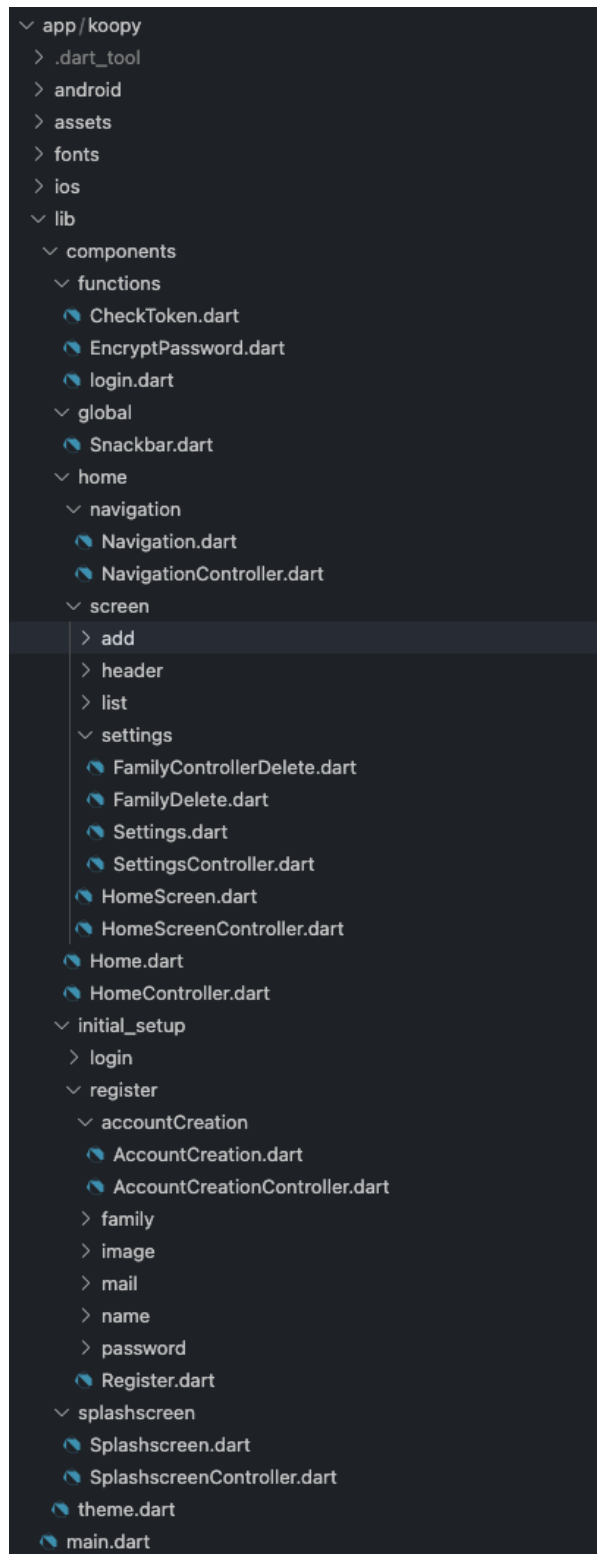 app/koopy
.dart_tool
android
assets
fonts
ios
lib
components
functions
CheckToken.dart
EncryptPassword.dart
login.dart
global
Snackbar.dart
home
navigation
Navigation.dart
NavigationController.dart
screen
add
header
list
settings
FamilyControllerDelete.dart
FamilyDelete.dart
Settings.dart
SettingsController.dart
HomeScreen.dart
HomeScreenController.dart
Home.dart
HomeController.dart
initial_setup
login
register
accountCreation
AccountCreation.dart
AccountCreationController.dart
family
image
mail
name
password
Register.dart
splashscreen
Splashscreen.dart
SplashscreenController.dart
theme.dart
main.dart